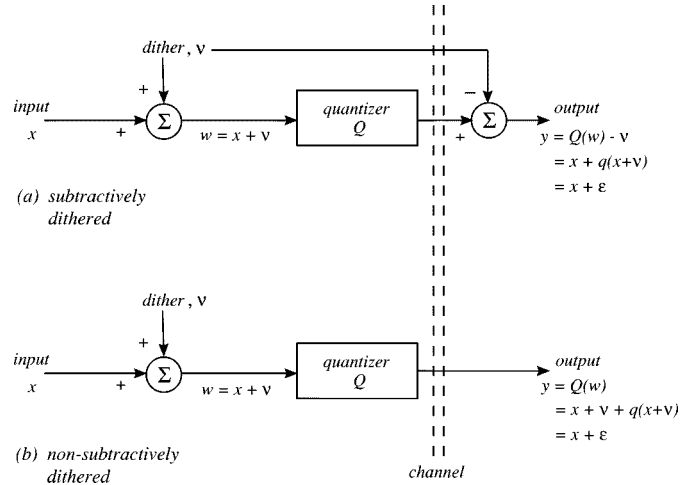 dither, ν
+
−
input
x
+
Σ
w = x + ν
quantizer
Q
+
Σ
output
y = Q(w) - ν
= x + q(x+ν)
= x + ε
(a) subtractively
dithered
dither, ν
+
input
x
+
Σ
w = x + ν
quantizer
Q
output
y = Q(w)
= x + ν + q(x+ν)
= x + ε
(b) non-subtractively
dithered
channel